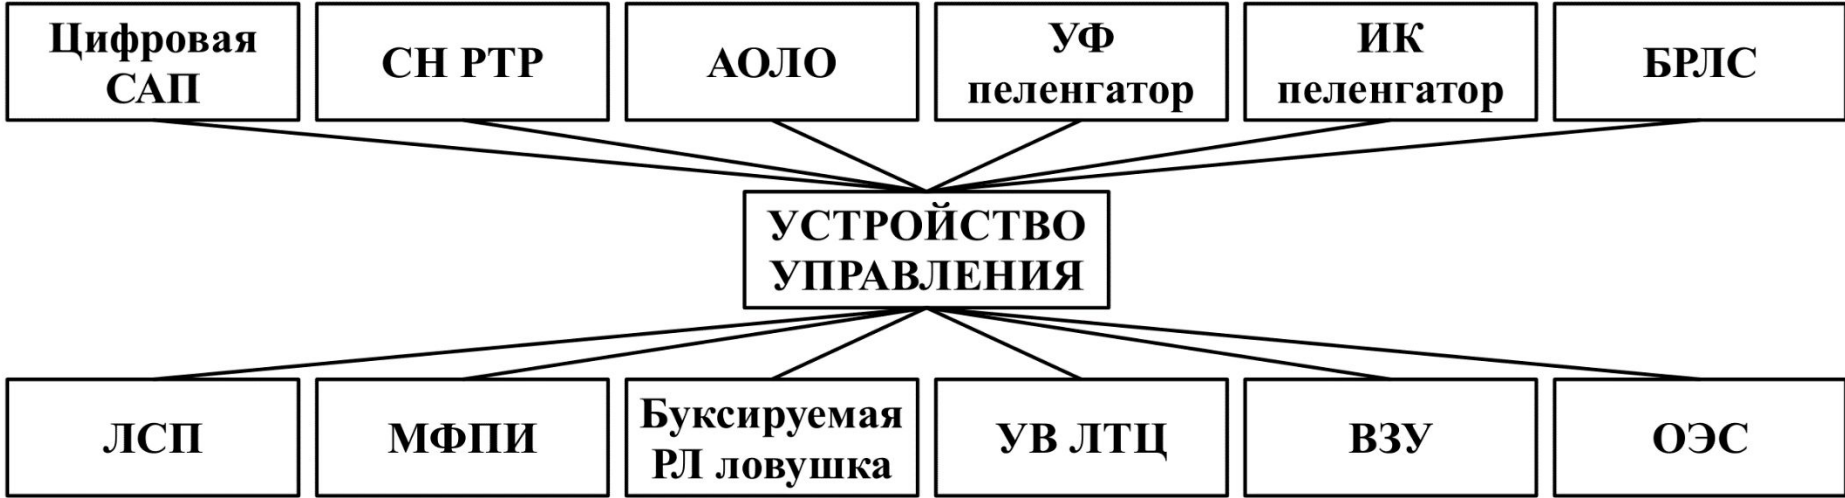 Цифровая
САП
СН РТР
АОЛО
УФ
пеленгатор
ИК
пеленгатор
БРЛС
УСТРОЙСТВО
УПРАВЛЕНИЯ
ЛСП
МФПИ
Буксируемая
РЛ ловушка
УВ ЛТЦ
ВЗУ
ОЭС